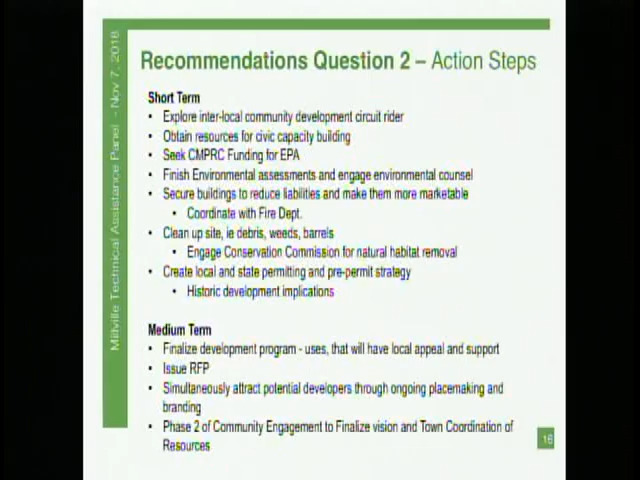 Recommendations Question 2 – Action Steps
Millville Technical Assistance Panel - Nov 7, 2018
Short Term
• Explore inter-local community development circuit rider
• Obtain resources for civic capacity building
• Seek CMPRC Funding for EPA
• Finish Environmental assessments and engage environmental counsel
• Secure buildings to reduce liabilities and make them more marketable
• Coordinate with Fire Dept.
• Clean up site, ie debris, weeds, barrels
• Engage Conservation Commission for natural habitat removal
• Create local and state permitting and pre-permit strategy
• Historic development implications
Medium Term
• Finalize development program - uses, that will have local appeal and support
• Issue RFP
• Simultaneously attract potential developers through ongoing placemaking and
branding
• Phase 2 of Community Engagement to Finalize vision and Town Coordination of
Resources
16